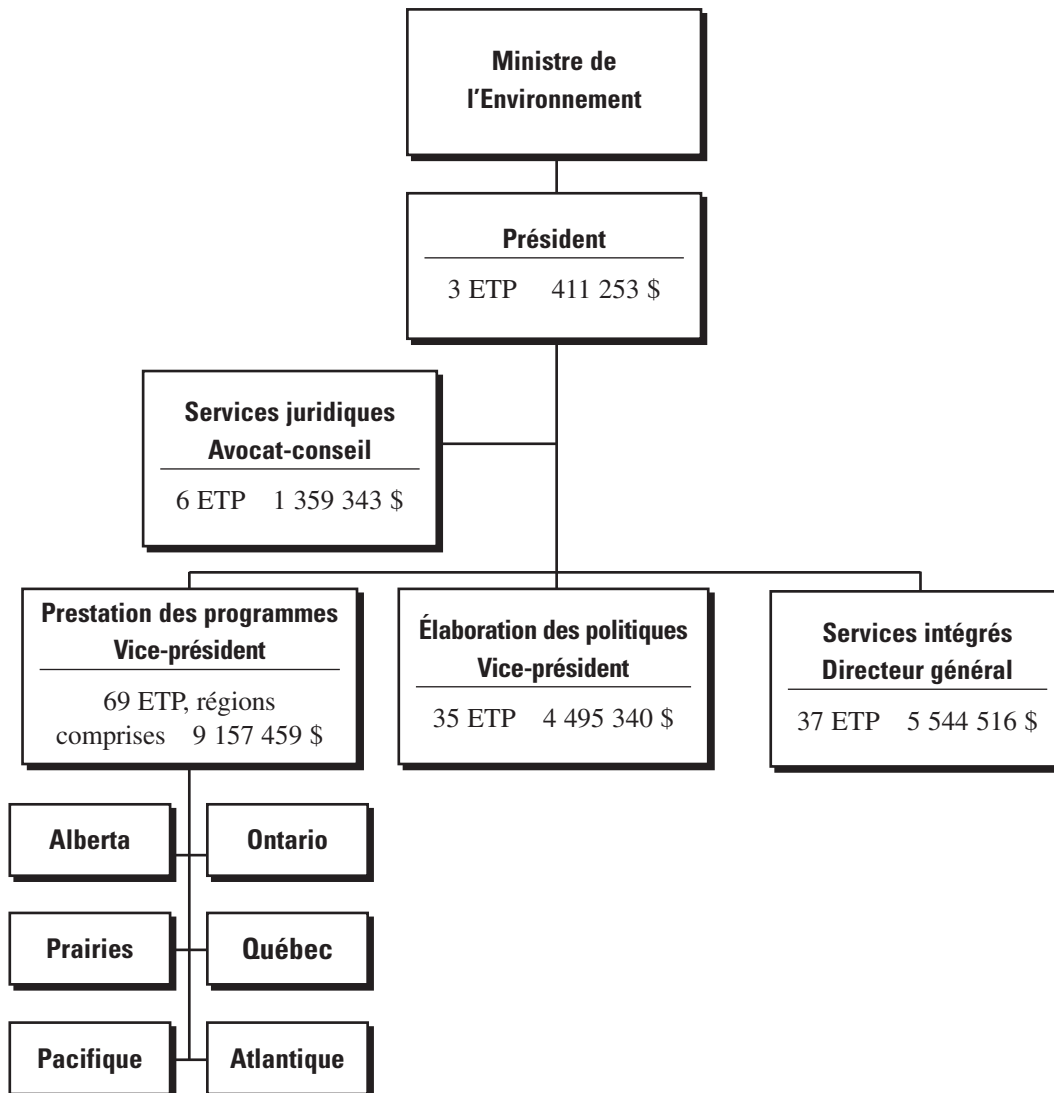 Ministre de
l'Environnement
Président
3 ETP 411 253 $
Services juridiques
Avocat-conseil
6 ETP 1 359 343 $
Prestation des programmes
Vice-président
69 ETP, régions
comprises 9 157 459 $
Élaboration des politiques
Vice-président
35 ETP 4 495 340 $
Services intégrés
Directeur général
37 ETP 5 544 516 $
Alberta
Ontario
Prairies
Québec
Pacifique
Atlantique